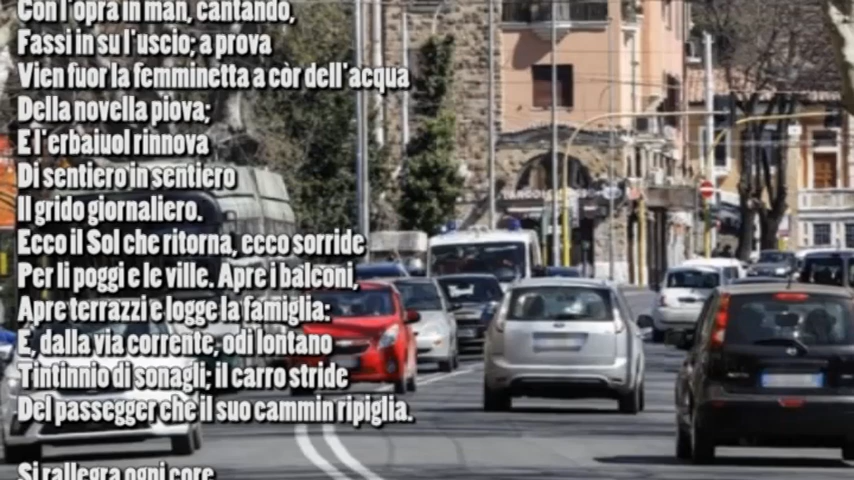 Con l'opra in man, cantando,
Fassi in su l'uscio; a prova
Vien fuor la femminetta a còr dell'acqua
Della novella piova;
E l'erbaiuol rinnova
Di sentiero in sentiero
Il grido giornaliero.
Ecco il Sol che ritorna, ecco sorride
Per li poggi e le ville. Apre i balconi,
Apre terrazzi e logge la famiglia:
E, dalla via corrente, odi lontano
Tintinnio di sonagli; il carro stride
Del passegger che il suo cammin ripiglia.
Si rallegra ogni core